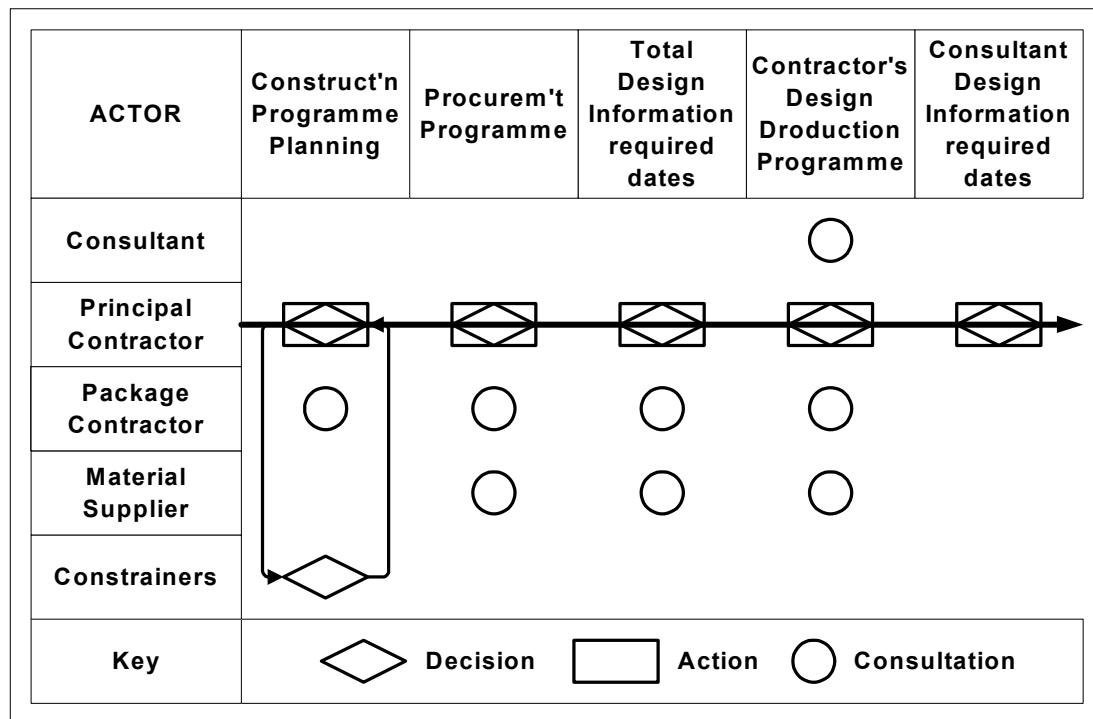 ACTOR
Construct'n
Programme
Planning
Procurem't
Programme
Total
Design
Information
required
dates
Contractor's
Design
Droduction
Programme
Consultant
Design
Information
required
dates
Consultant
Principal
Contractor
Package
Contractor
Material
Supplier
Constrainers
Key
Decision
Action
Consultation